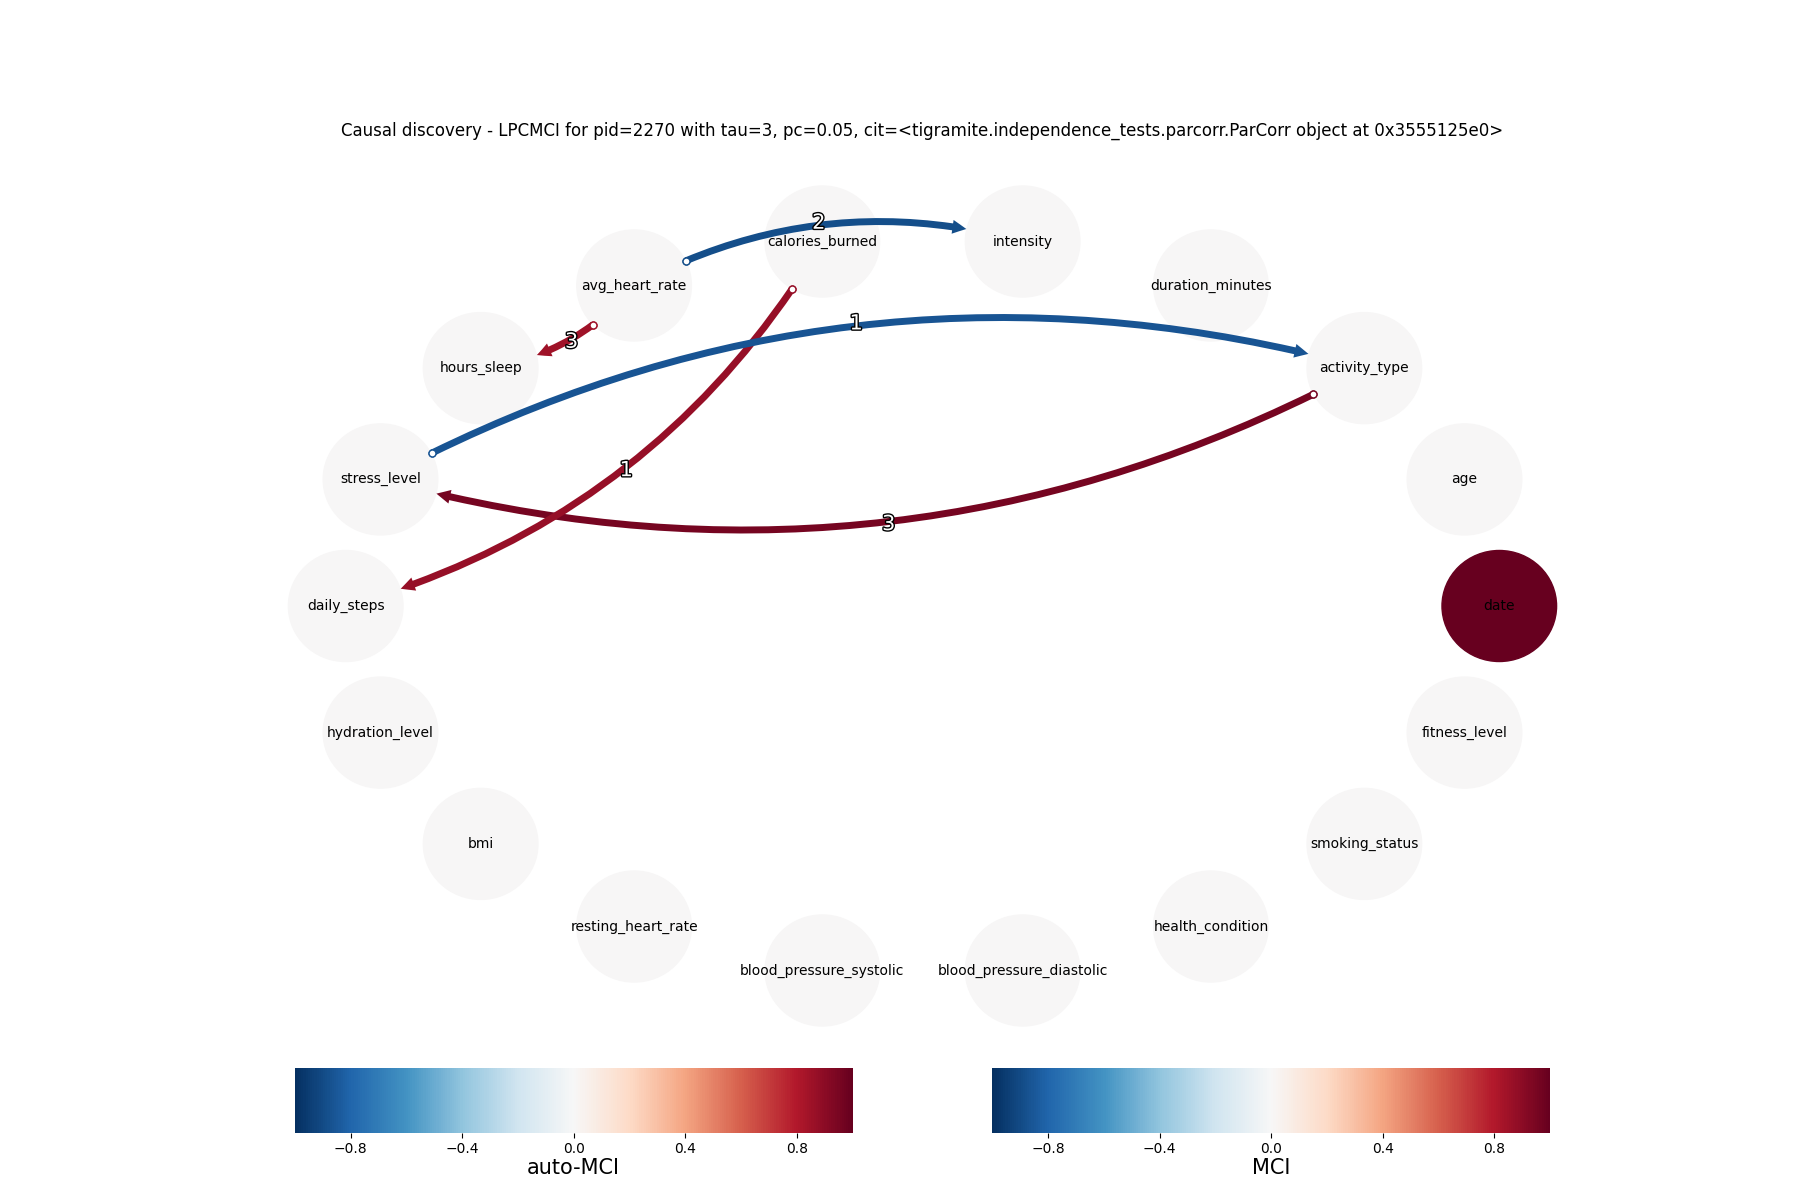 Causal discovery - LPCMCI for pid=2270 with tau=3, pc=0.05, cit=<tigramite.independence_tests.parcorr.ParCorr object at 0x3555125e0>
2
calories_burned
intensity
avg_heart_rate
duration_minutes
1
3
hours_sleep
activity_type
1
stress_level
age
3
daily_steps
date
hydration_level
fitness_level
bmi
smoking_status
resting_heart_rate
health_condition
blood_pressure_systolic
blood_pressure_diastolic
−0.8 −0.4 0.0 0.4 0.8
auto-MCI
−0.8 −0.4 0.0 0.4 0.8
MCI